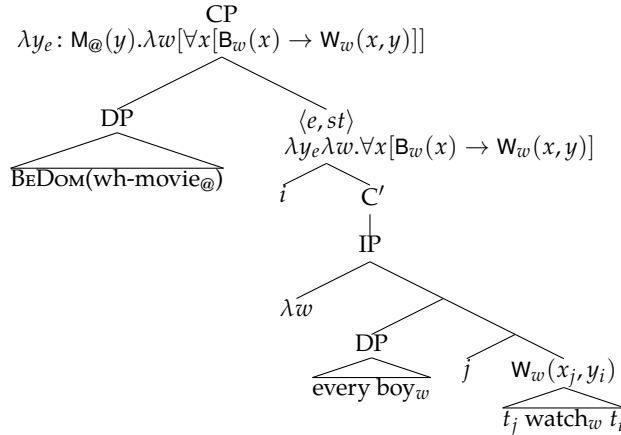 CP
λy_e: M_@(y).λw[∀x[B_w(x) → W_w(x, y)]]
DP
⟨e, st⟩
λy_eλw.∀x[B_w(x) → W_w(x, y)]
BEDOM(wh-movie_@)
i
C′
IP
λw
DP
every boy_w
j
W_w(x_j, y_i)
t_j watch_w t_i